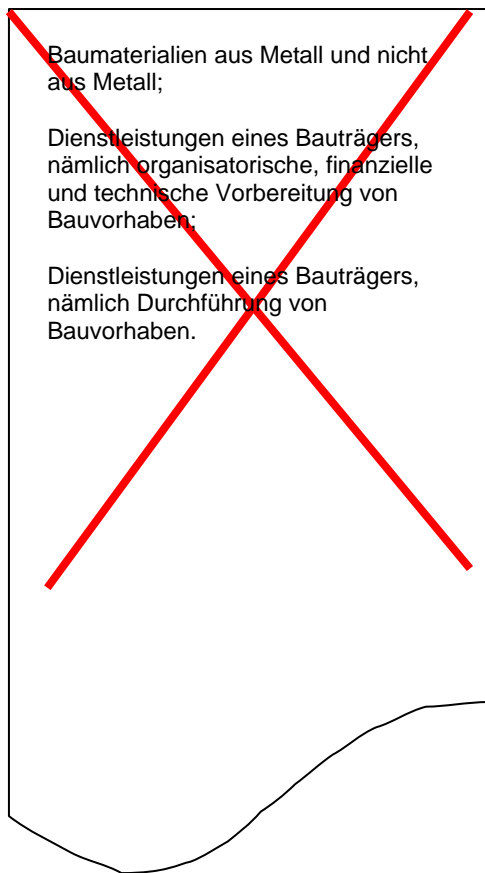 Baumaterialien aus Metall und nicht
aus Metall;
Dienstleistungen eines Bauträgers,
nämlich organisatorische, finanzielle
und technische Vorbereitung von
Bauvorhaben;
Dienstleistungen eines Bauträgers,
nämlich Durchführung von
Bauvorhaben.